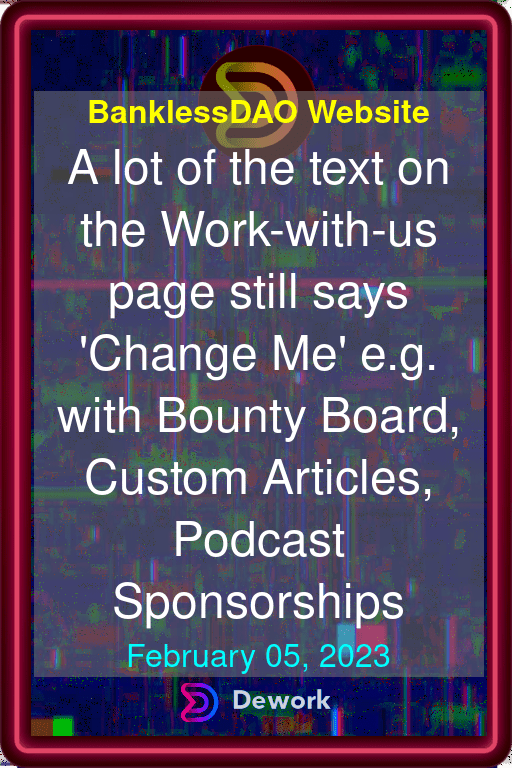 BanklessDAO Website
A lot of the text on
the Work-with-us
page still says
'Change Me' e.g.
with Bounty Board,
Custom Articles,
Podcast
Sponsorships
February 05, 2023
Dework